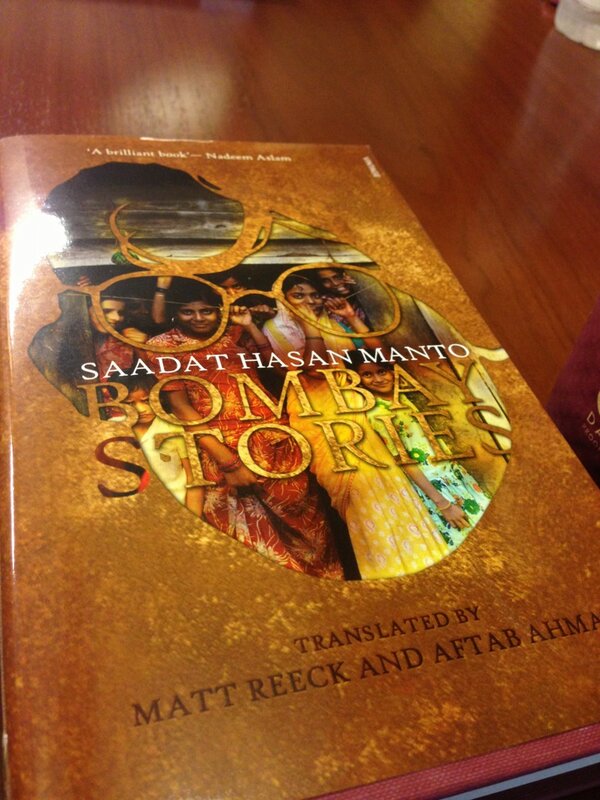 'A brilliant book'— Nadeem Aslam
SAADAT HASAN MANTO
BOMBAY
STORIES
TRANSLATED BY
MATT REECK AND AFTAB AHMA